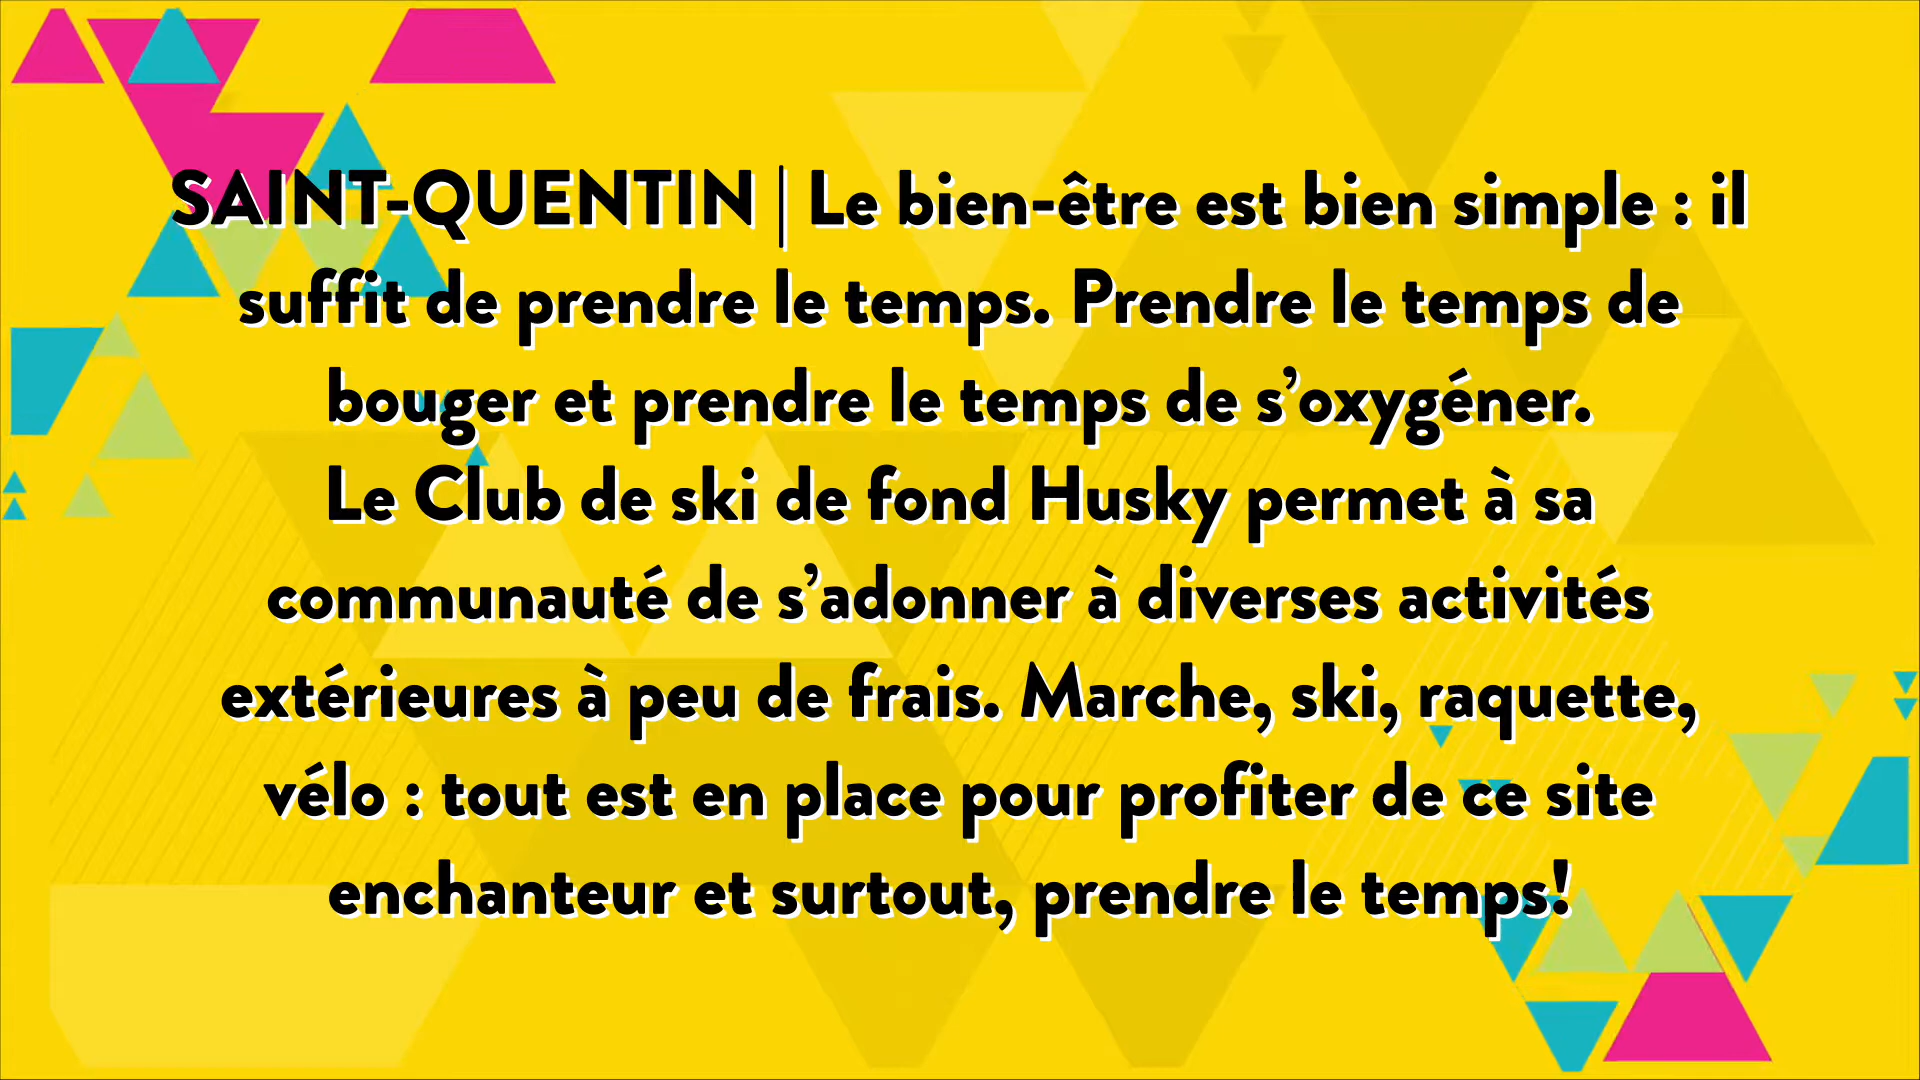 SAINT-QUENTIN | Le bien-être est bien simple : il
suffit de prendre le temps. Prendre le temps de
bouger et prendre le temps de s’oxygéner.
Le Club de ski de fond Husky permet à sa
communauté de s’adonner à diverses activités
extérieures à peu de frais. Marche, ski, raquette,
vélo : tout est en place pour profiter de ce site
enchanteur et surtout, prendre le temps!